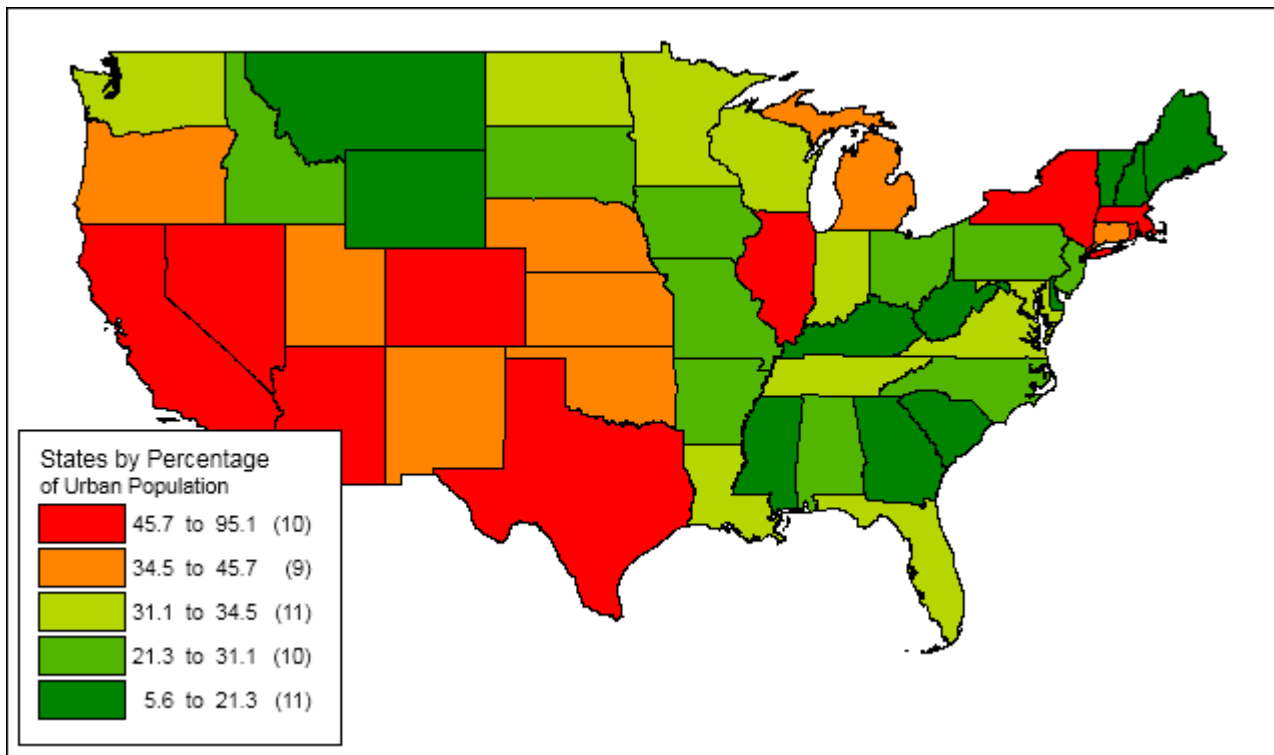 States by Percentage
of Urban Population
45.7 to 95.1 (10)
34.5 to 45.7 (9)
31.1 to 34.5 (11)
21.3 to 31.1 (10)
5.6 to 21.3 (11)